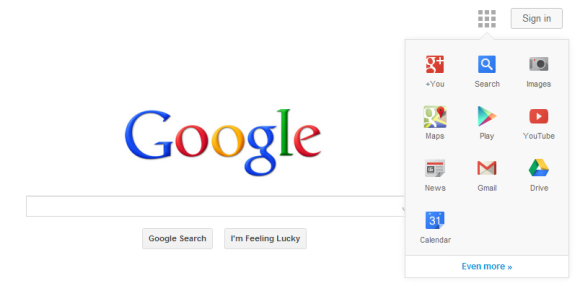 Sign in
g+
+You
Search
Images
Maps
Play
YouTube
News
Gmail
Drive
31
Calendar
Even more »
Google
Google Search
I'm Feeling Lucky